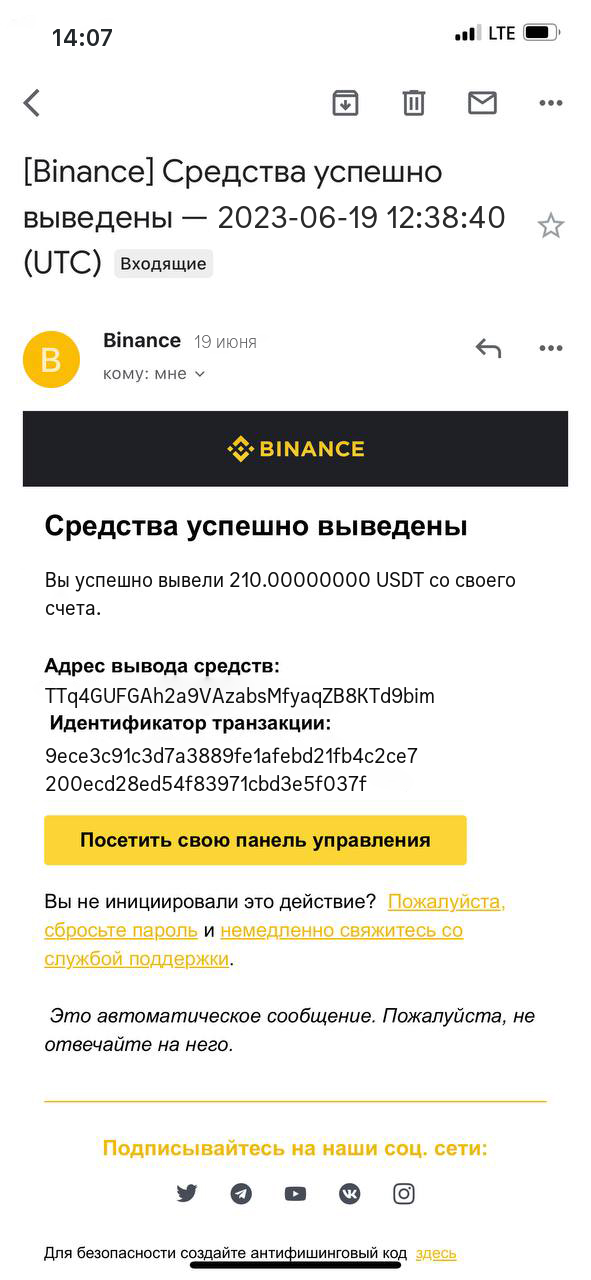 14:07
LTE
[Binance] Средства успешно
выведены — 2023-06-19 12:38:40
(UTC) Входящие
B
Binance 19 июня
кому: мне
BINANCE
Средства успешно выведены
Вы успешно вывели 210.00000000 USDT со своего
счета.
Адрес вывода средств:
TTq4GUFGAh2a9VAzabsMfyaqZB8KTd9bim
Идентификатор транзакции:
9ece3c91c3d7a3889fe1afebd21fb4c2ce7
200ecd28ed54f83971cbd3e5f037f
Посетить свою панель управления
Вы не инициировали это действие? Пожалуйста,
сбросьте пароль и немедленно свяжитесь со
службой поддержки.
Это автоматическое сообщение. Пожалуйста, не
отвечайте на него.
Подписывайтесь на наши соц. сети:
Для безопасности создайте антифишинговый код здесь